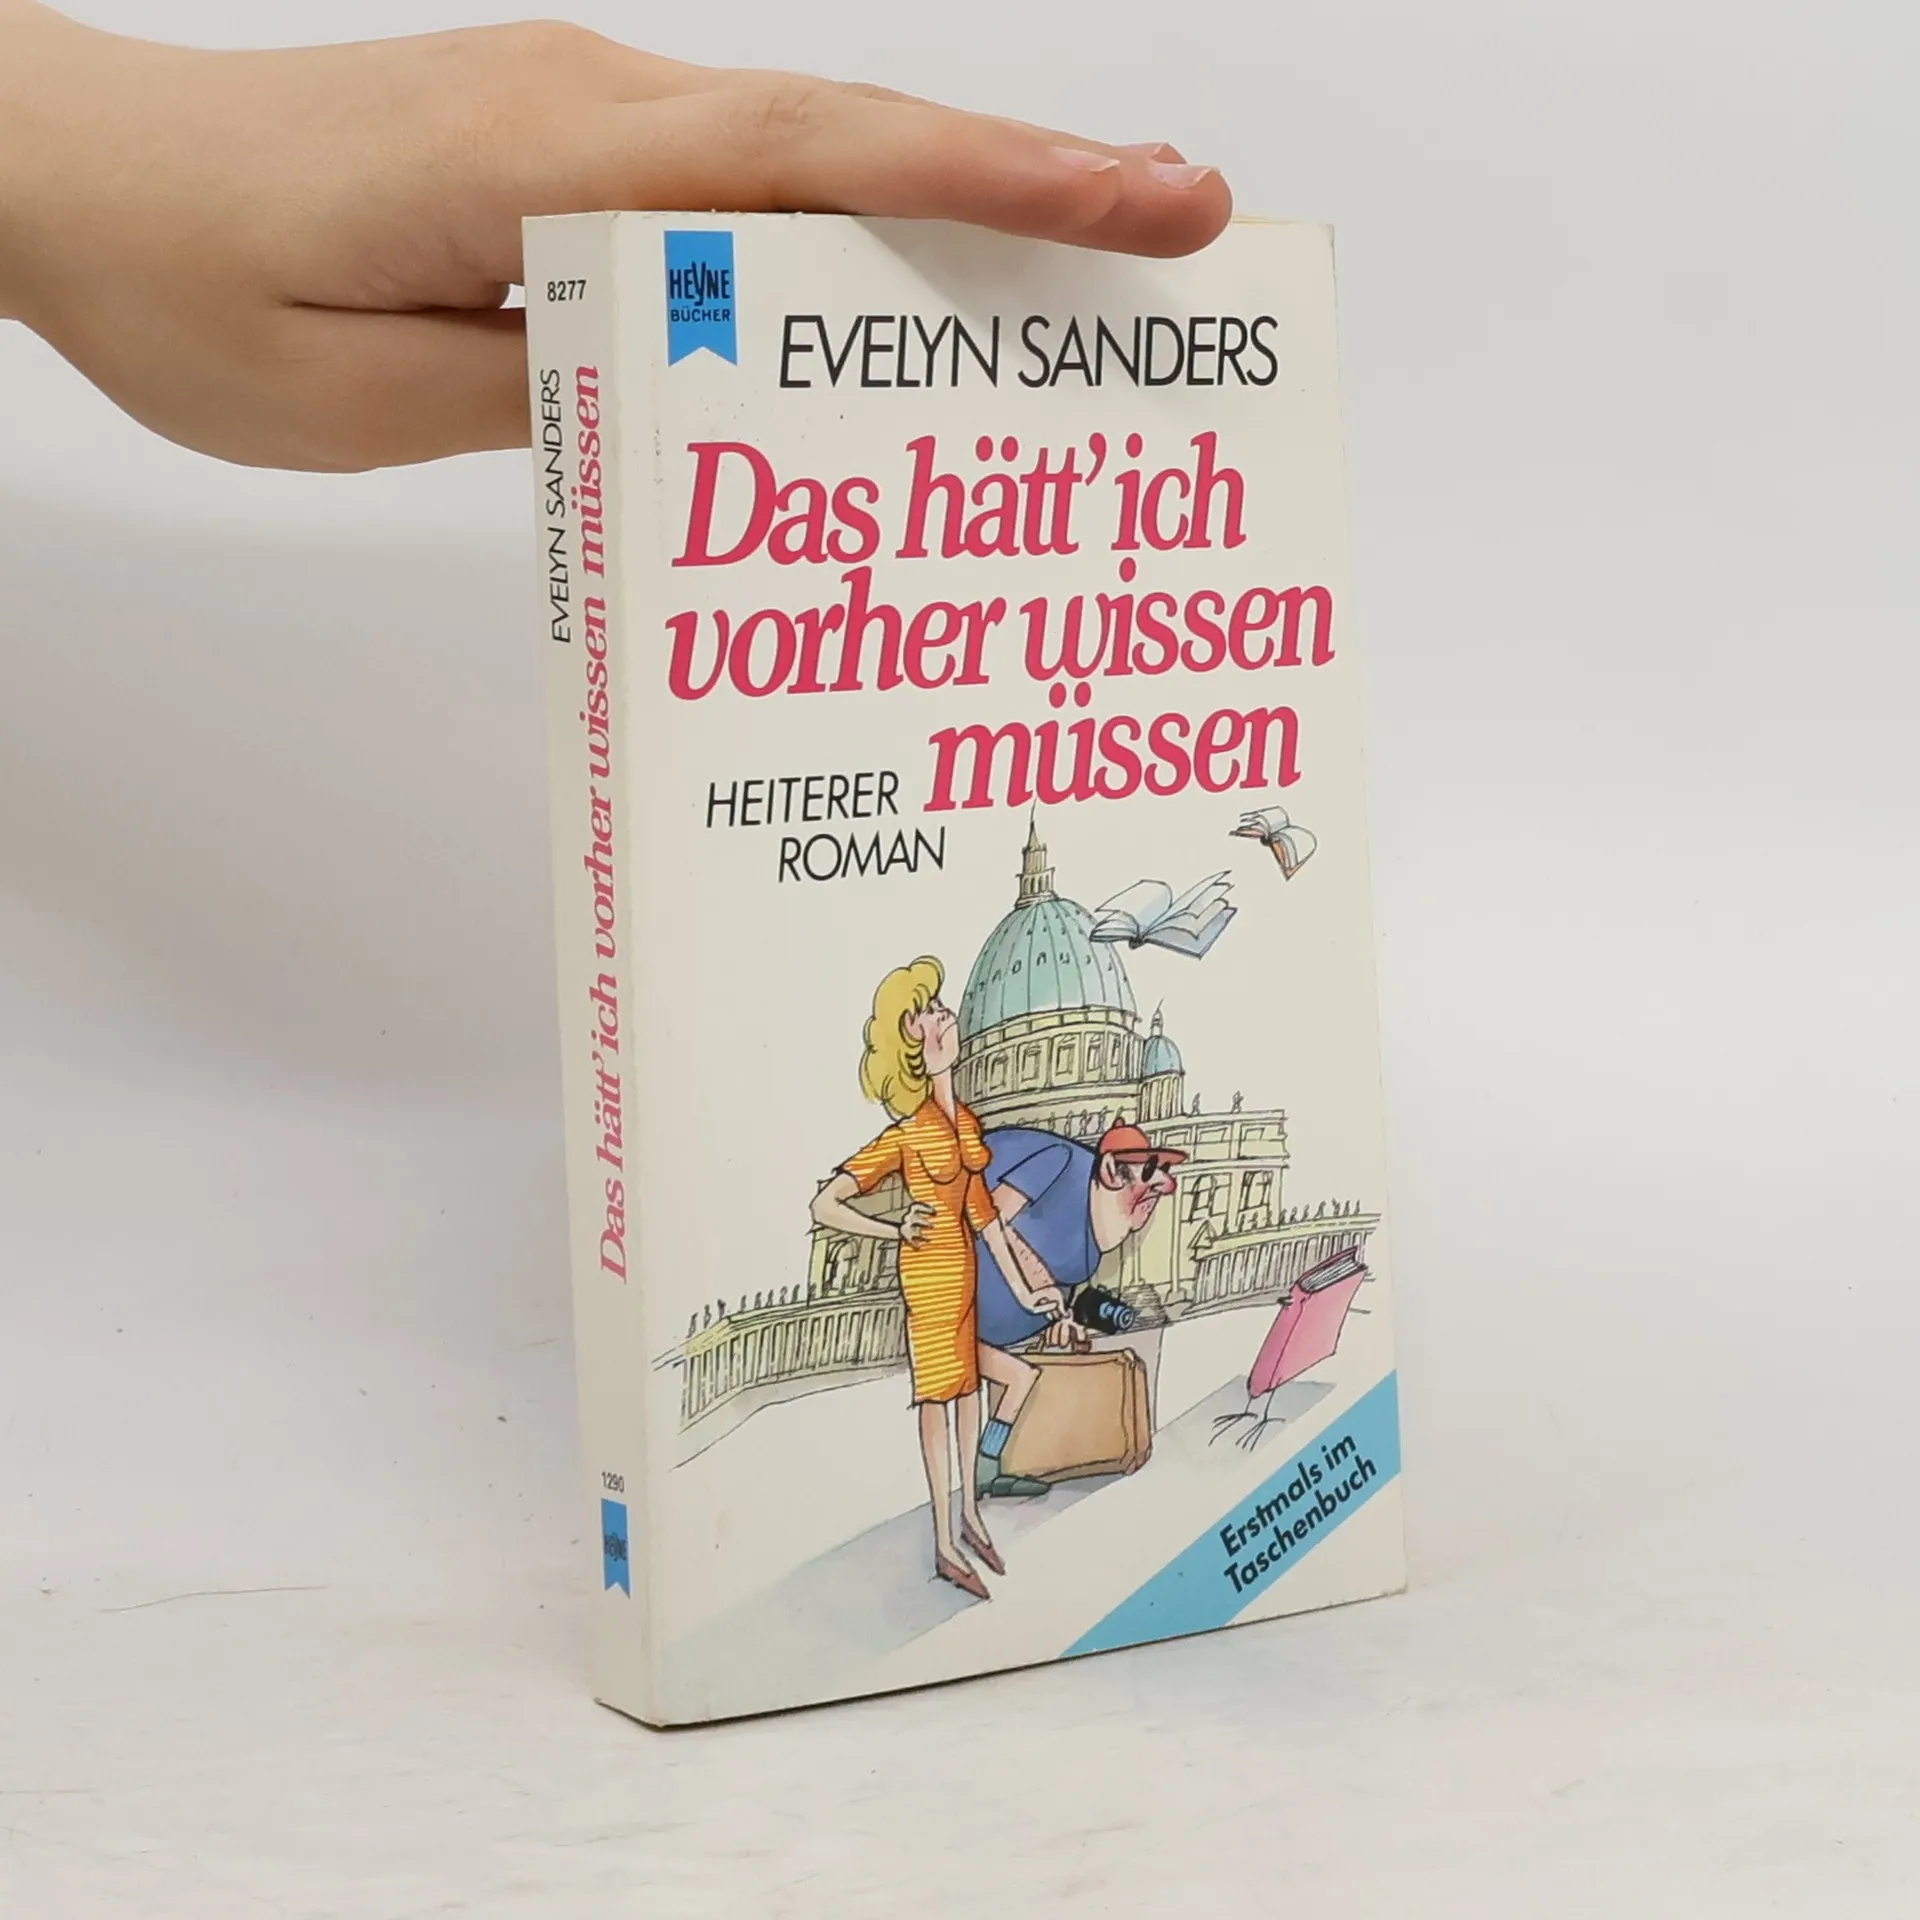 8277
EVELYN SANDERS
Das hätt' ich vorher wissen müssen
1290
HEYNE
HEYNE
BÜCHER
EVELYN SANDERS
Das hätt' ich
vorher wissen
müssen
HEITERER
ROMAN
Erstmals im
Taschenbuch